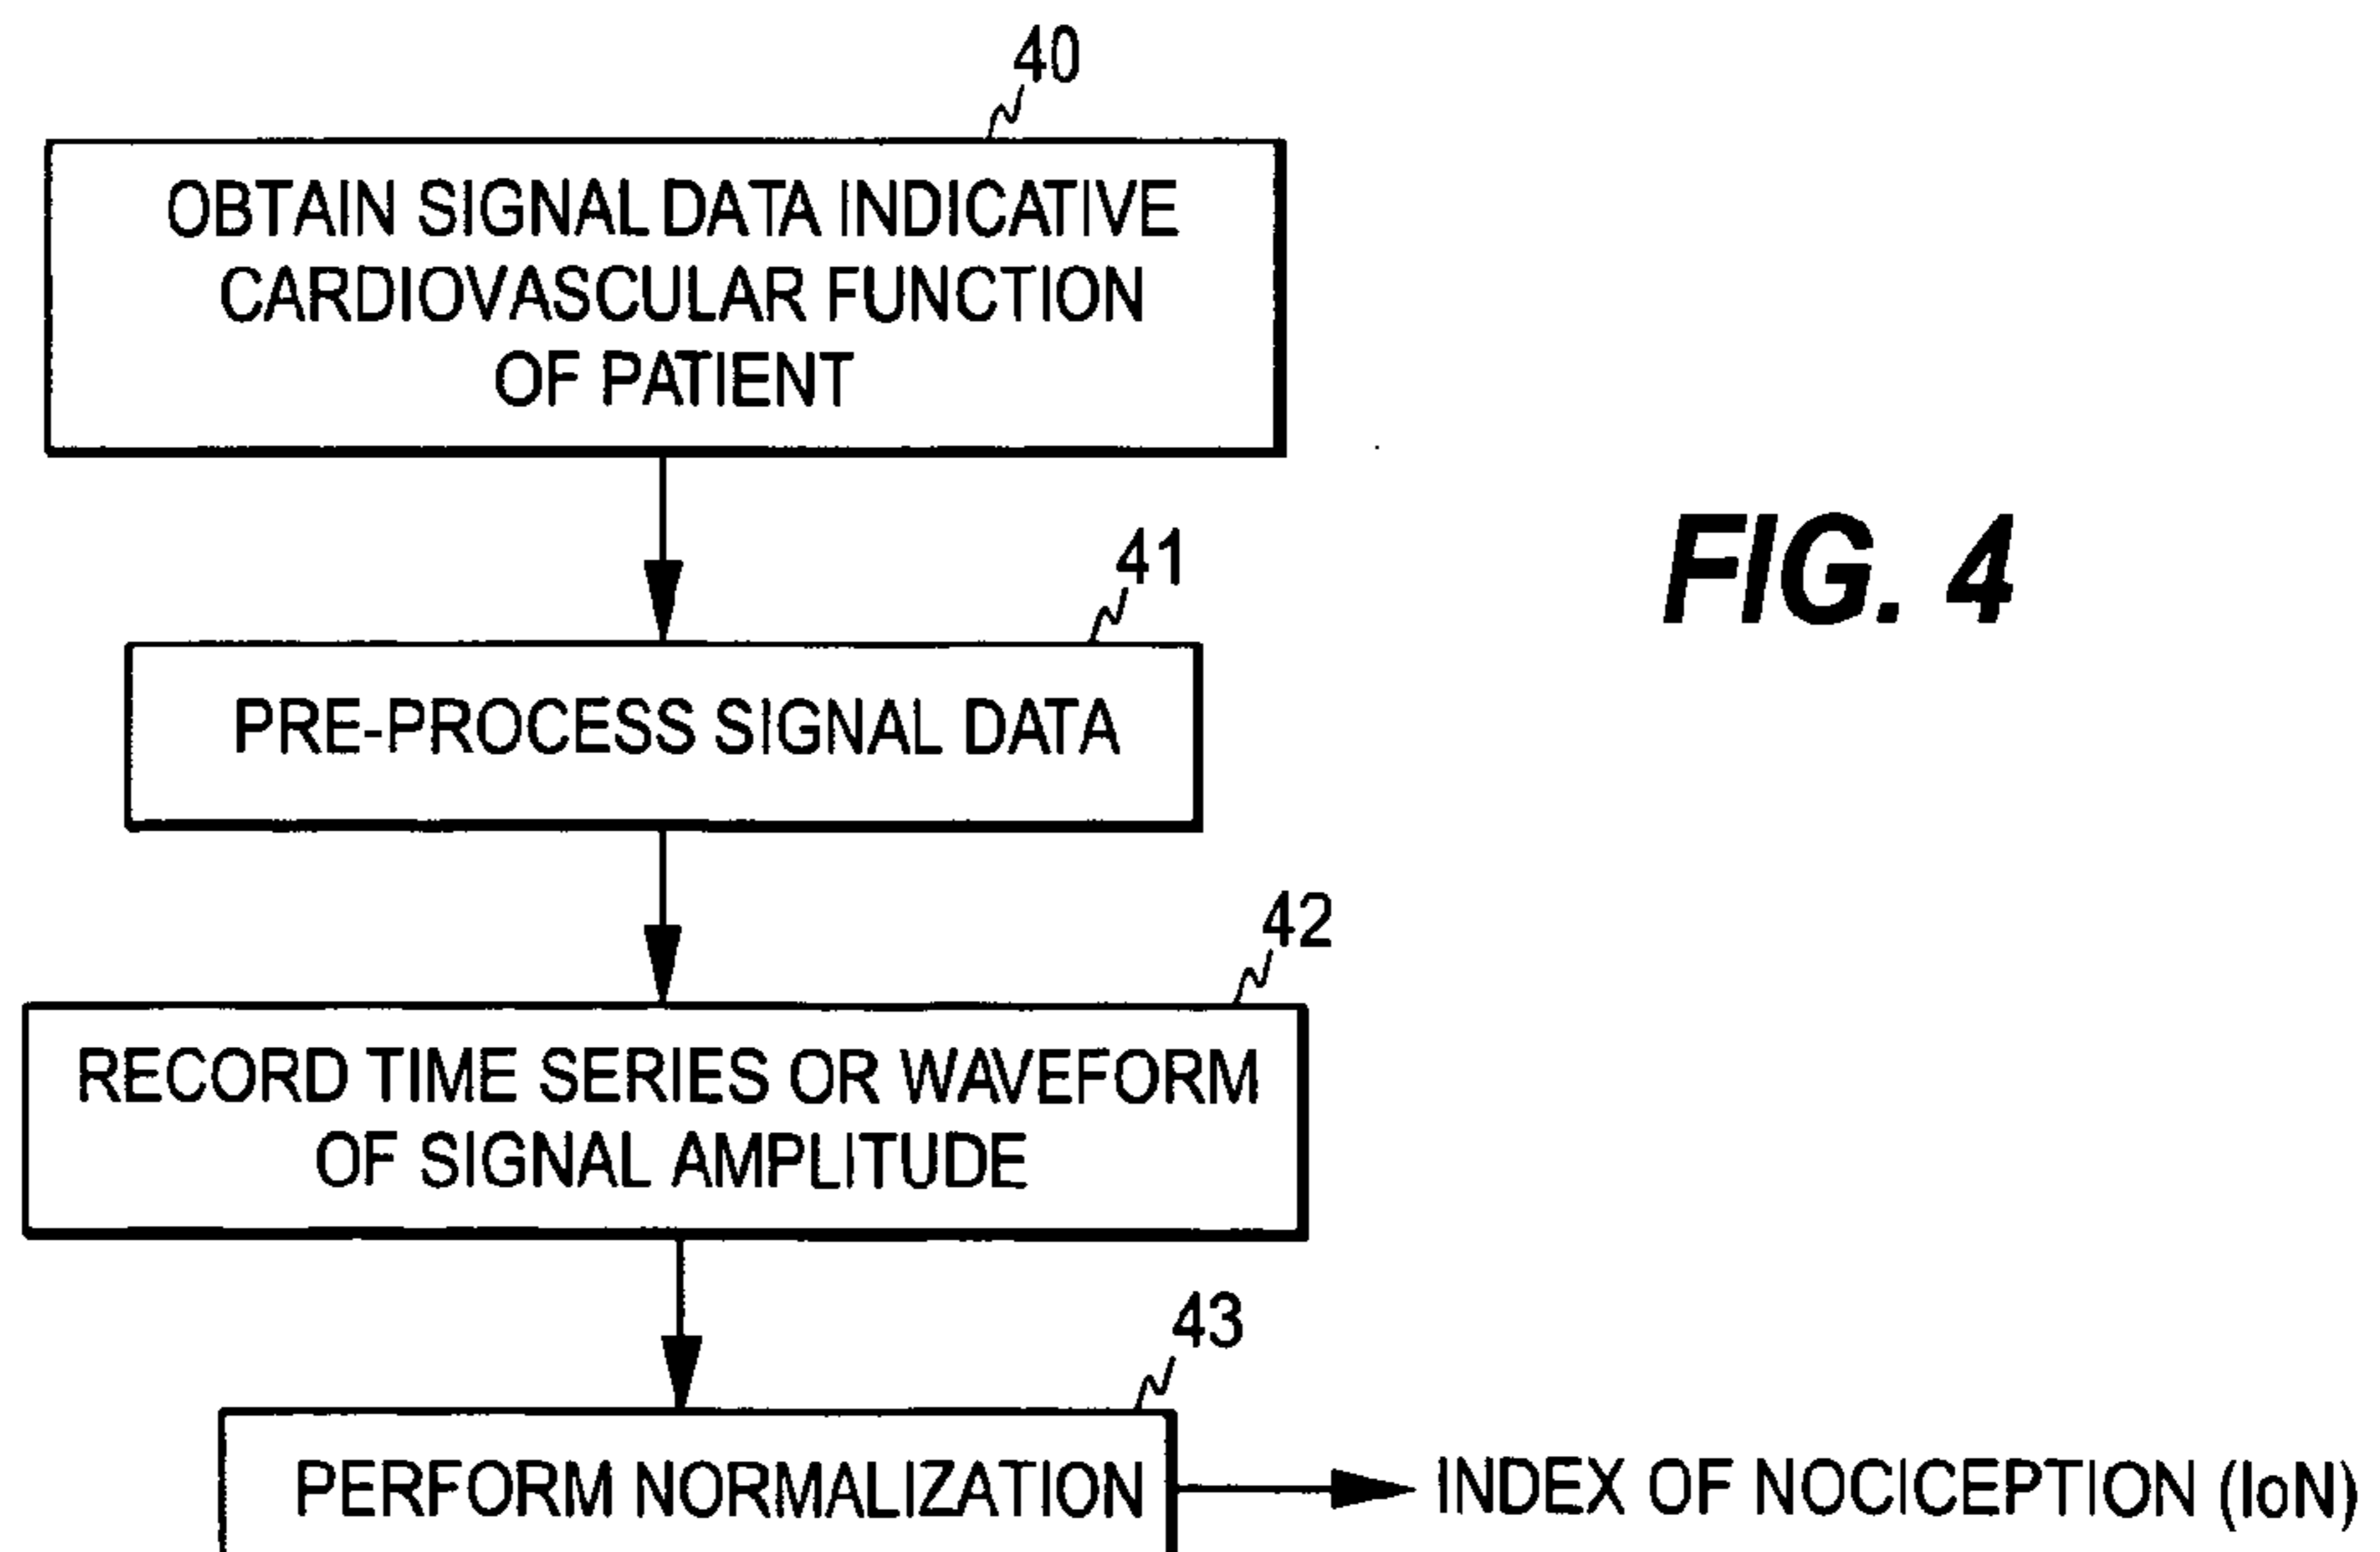 40
OBTAIN SIGNAL DATA INDICATIVE
CARDIOVASCULAR FUNCTION
OF PATIENT
FIG. 4
41
PRE-PROCESS SIGNAL DATA
42
RECORD TIME SERIES OR WAVEFORM
OF SIGNAL AMPLITUDE
43
PERFORM NORMALIZATION
INDEX OF NOCICEPTION (IoN)